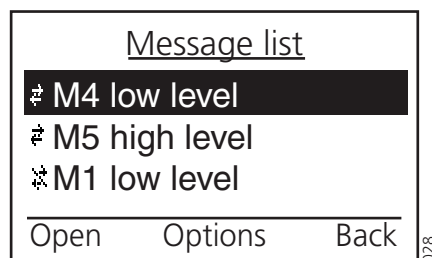 Message list
M4 low level
M5 high level
M1 low level
Open Options Back